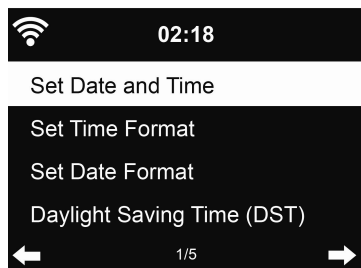 02:18
Set Date and Time
Set Time Format
Set Date Format
Daylight Saving Time (DST)
1/5